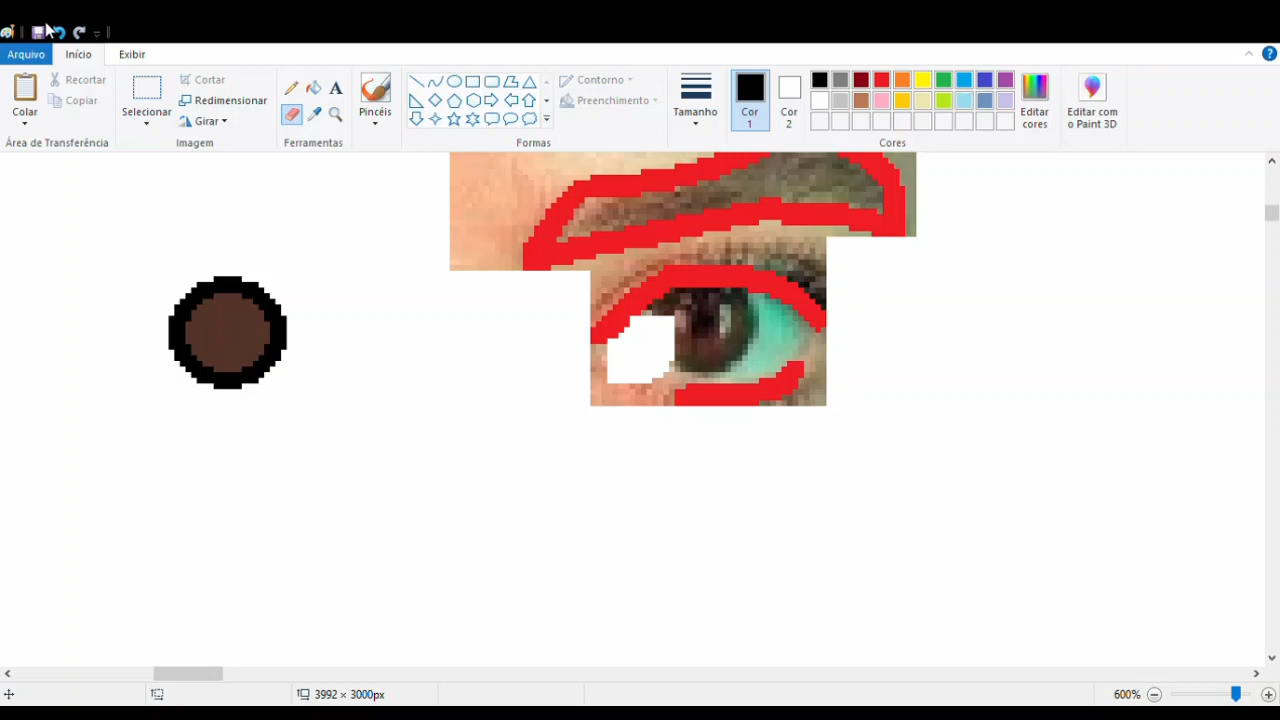 Arquivo Início Exibir
Colar
Recortar
Copiar
Área de Transferência
Selecionar
Cortar
Redimensionar
Girar
Imagem
A
Ferramentas
Pincéis
Contorno
Preenchimento
Formas
Tamanho
Cor
1
Cor
2
Editar
cores
Cores
Editar com
o Paint 3D
3992 × 3000px
600%